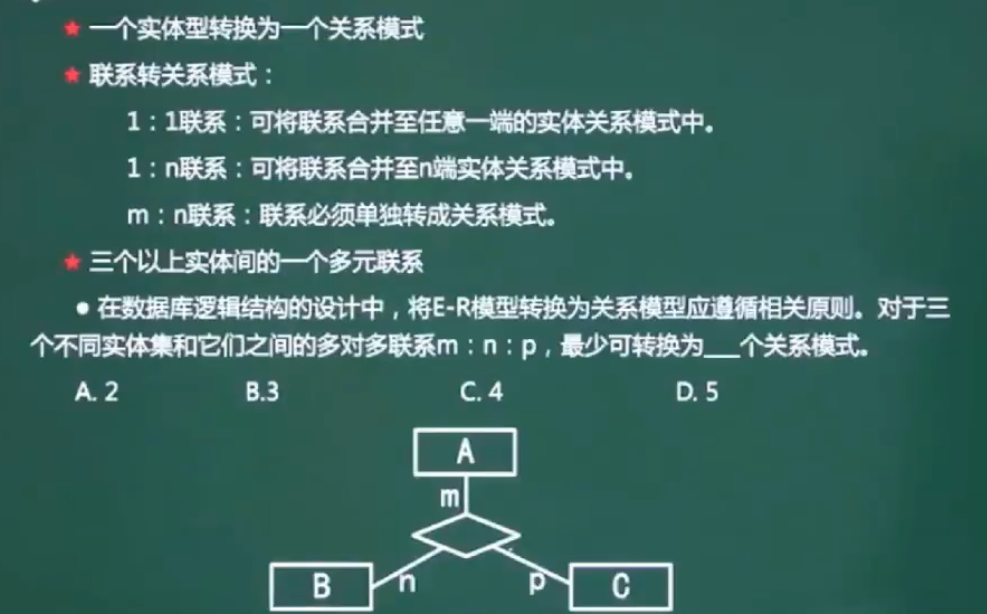 ★ 一个实体型转换为一个关系模式
★ 联系转关系模式：
1：1联系：可将联系合并至任意一端的实体关系模式中。
1：n联系：可将联系合并至n端实体关系模式中。
m：n联系：联系必须单独转成关系模式。
★ 三个以上实体间的一个多元联系
● 在数据库逻辑结构的设计中，将E-R模型转换为关系模型应遵循相关原则。对于三
个不同实体集和它们之间的多对多联系m：n：p，最少可转换为___个关系模式。
A. 2 B.3 C. 4 D. 5
A
m
n p
B C